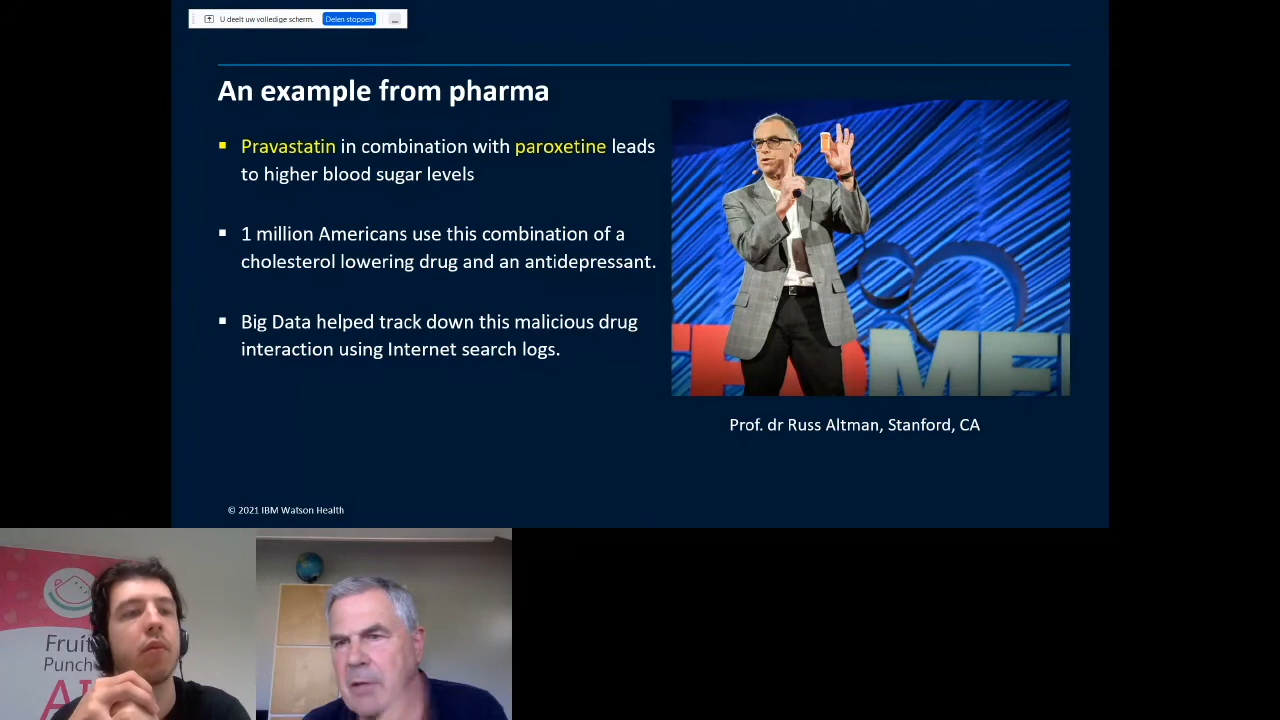 U deelt uw volledige scherm. Delen stoppen
An example from pharma
▪ Pravastatin in combination with paroxetine leads
to higher blood sugar levels
▪ 1 million Americans use this combination of a
cholesterol lowering drug and an antidepressant.
▪ Big Data helped track down this malicious drug
interaction using Internet search logs.
TEDMED
Prof. dr Russ Altman, Stanford, CA
© 2021 IBM Watson Health
Fruit
Punch
AI